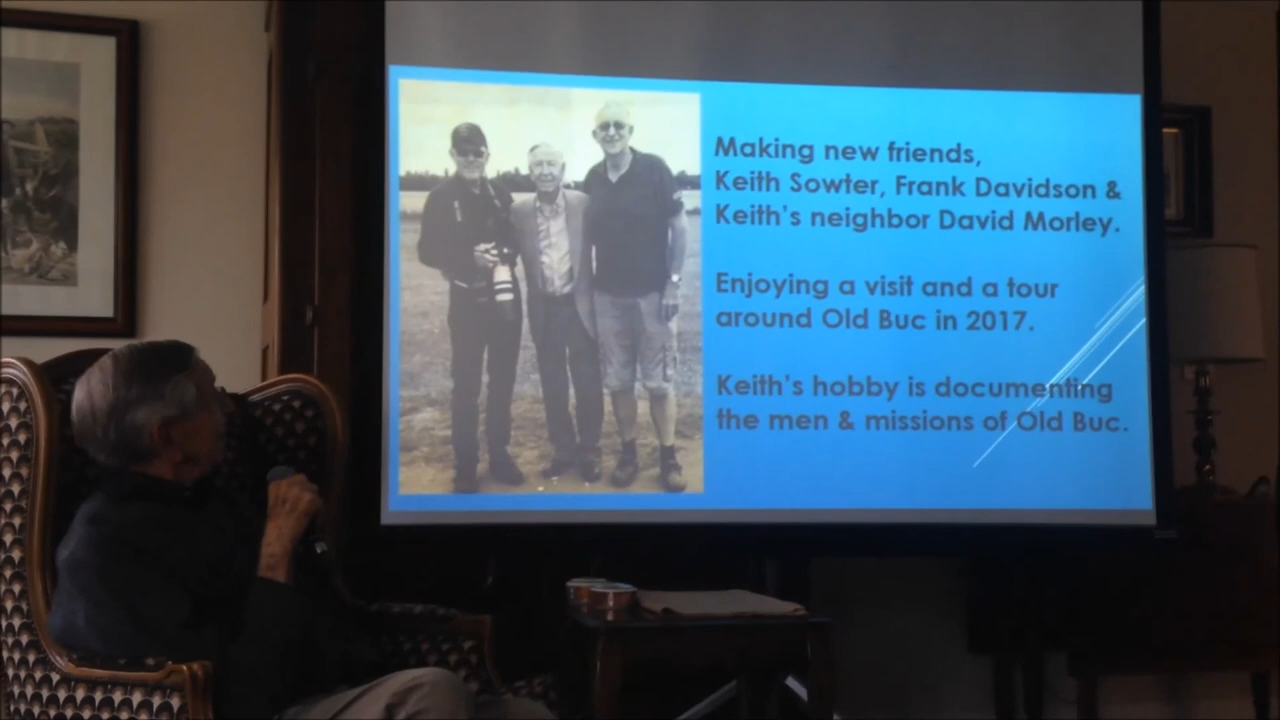 Making new friends,
Keith Sowter, Frank Davidson &
Keith's neighbor David Morley.
Enjoying a visit and a tour
around Old Buc in 2017.
Keith's hobby is documenting
the men & missions of Old Buc.